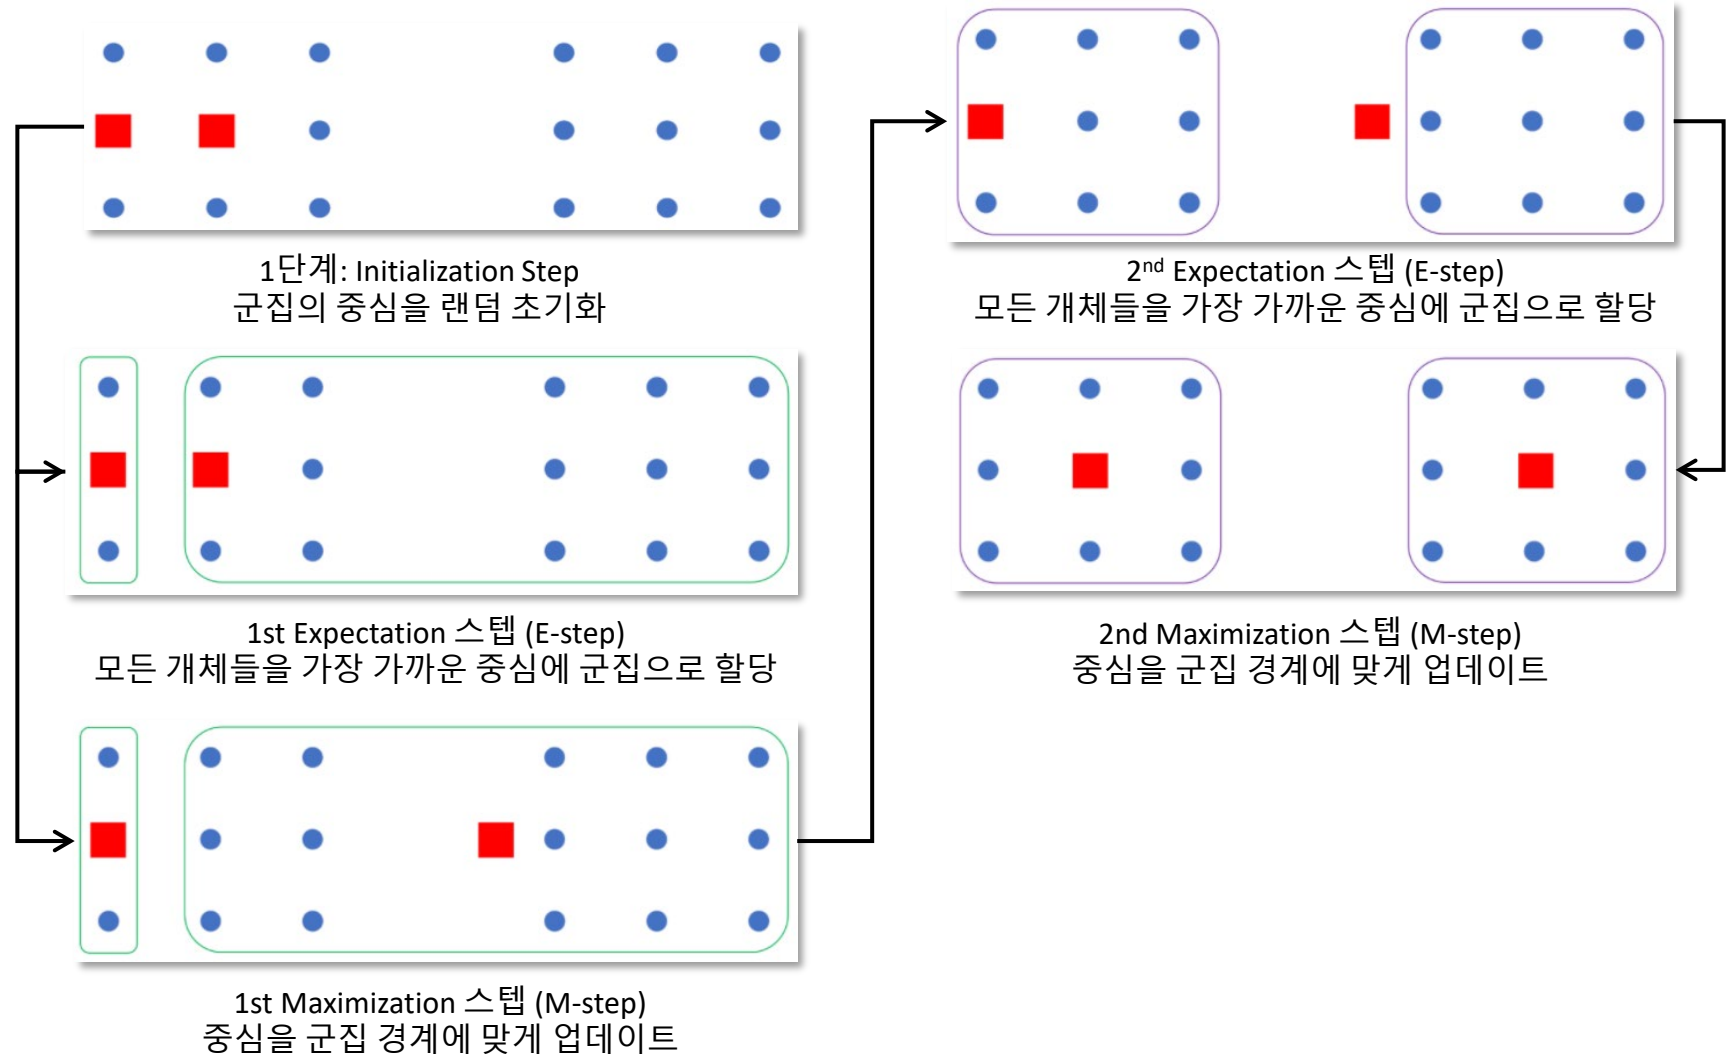 1단계: Initialization Step
군집의 중심을 랜덤 초기화
1st Expectation 스텝 (E-step)
모든 개체들을 가장 가까운 중심에 군집으로 할당
1st Maximization 스텝 (M-step)
중심을 군집 경계에 맞게 업데이트
2nd Expectation 스텝 (E-step)
모든 개체들을 가장 가까운 중심에 군집으로 할당
2nd Maximization 스텝 (M-step)
중심을 군집 경계에 맞게 업데이트